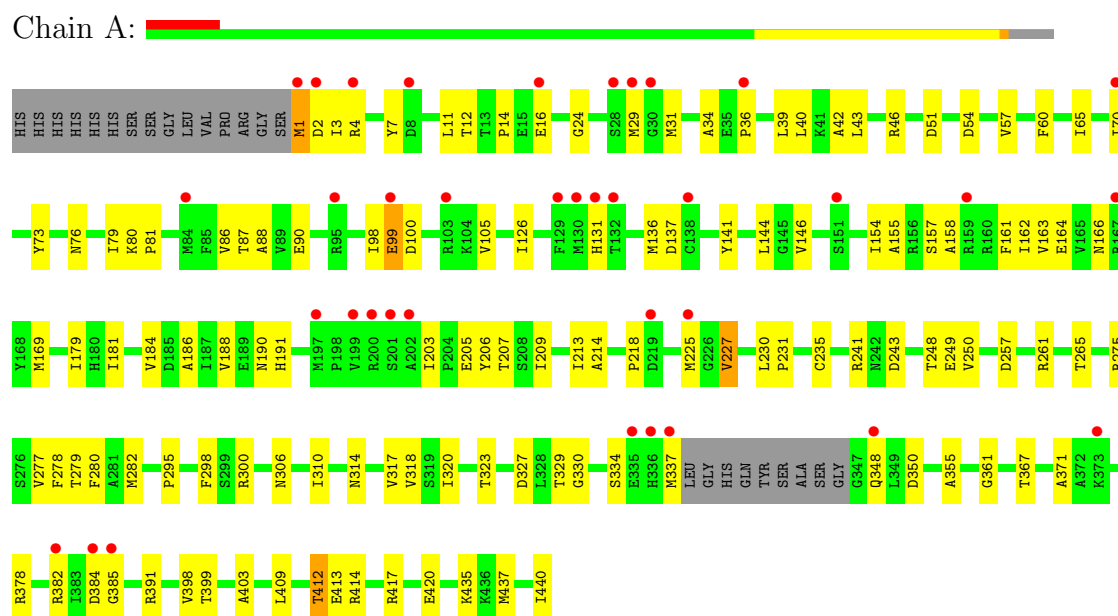 Chain A:
HIS HIS HIS HIS HIS HIS SER SER GLY LEU VAL PRO ARG GLY SER M1 D2 I3 R4 Y7 D8 L11 T12 T13 P14 E15 E16 G24 S28 M29 G30 M31 A34 E35 P36 L39 L40 K41 A42 L43 R46 D51 D54 V57 F60 I65 I70
Y73 N76 I79 K80 P81 M84 F85 V86 T87 A88 V89 E90 R95 I98 E99 D100 R103 K104 V105 I126 F129 M130 H131 T132 M136 D137 C138 Y141 L144 G145 V146 S151 I154 A155 R156 S157 A158 R159 R160 F161 I162 V163 E164 V165 N166 R167
Y168 M169 I179 H180 I181 V184 D185 A186 I187 V188 E189 N190 H191 M197 P198 V199 R200 S201 A202 I203 P204 E205 Y206 T207 S208 I209 I213 A214 P218 D219 M225 G226 V227 L230 P231 C235 R241 N242 D243 T248 E249 V250 D257 R261 T265
S276 V277 F278 T279 F280 A281 M282 P295 F298 S299 R300 N306 I310 N314 V317 V318 S319 I320 T323 D327 L328 T329 G330 S334 E335 H336 M337 LEU GLY HIS GLN TYR SER ALA SER GLY G347 Q348 L349 D350 A355 G361 T367 A371 A372 K373
R378 R382 I383 D384 G385 R391 V398 T399 A403 L409 T412 E413 R414 R417 E420 K435 K436 M437 I440